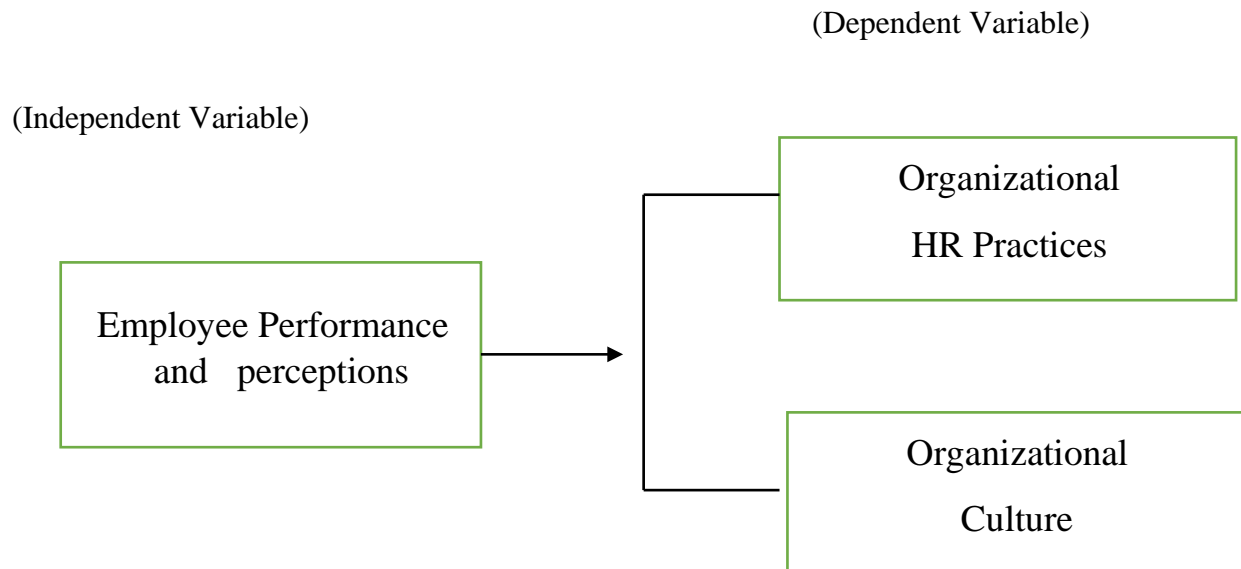 (Dependent Variable)
(Independent Variable)
Organizational
HR Practices
Employee Performance
and perceptions
Organizational
Culture